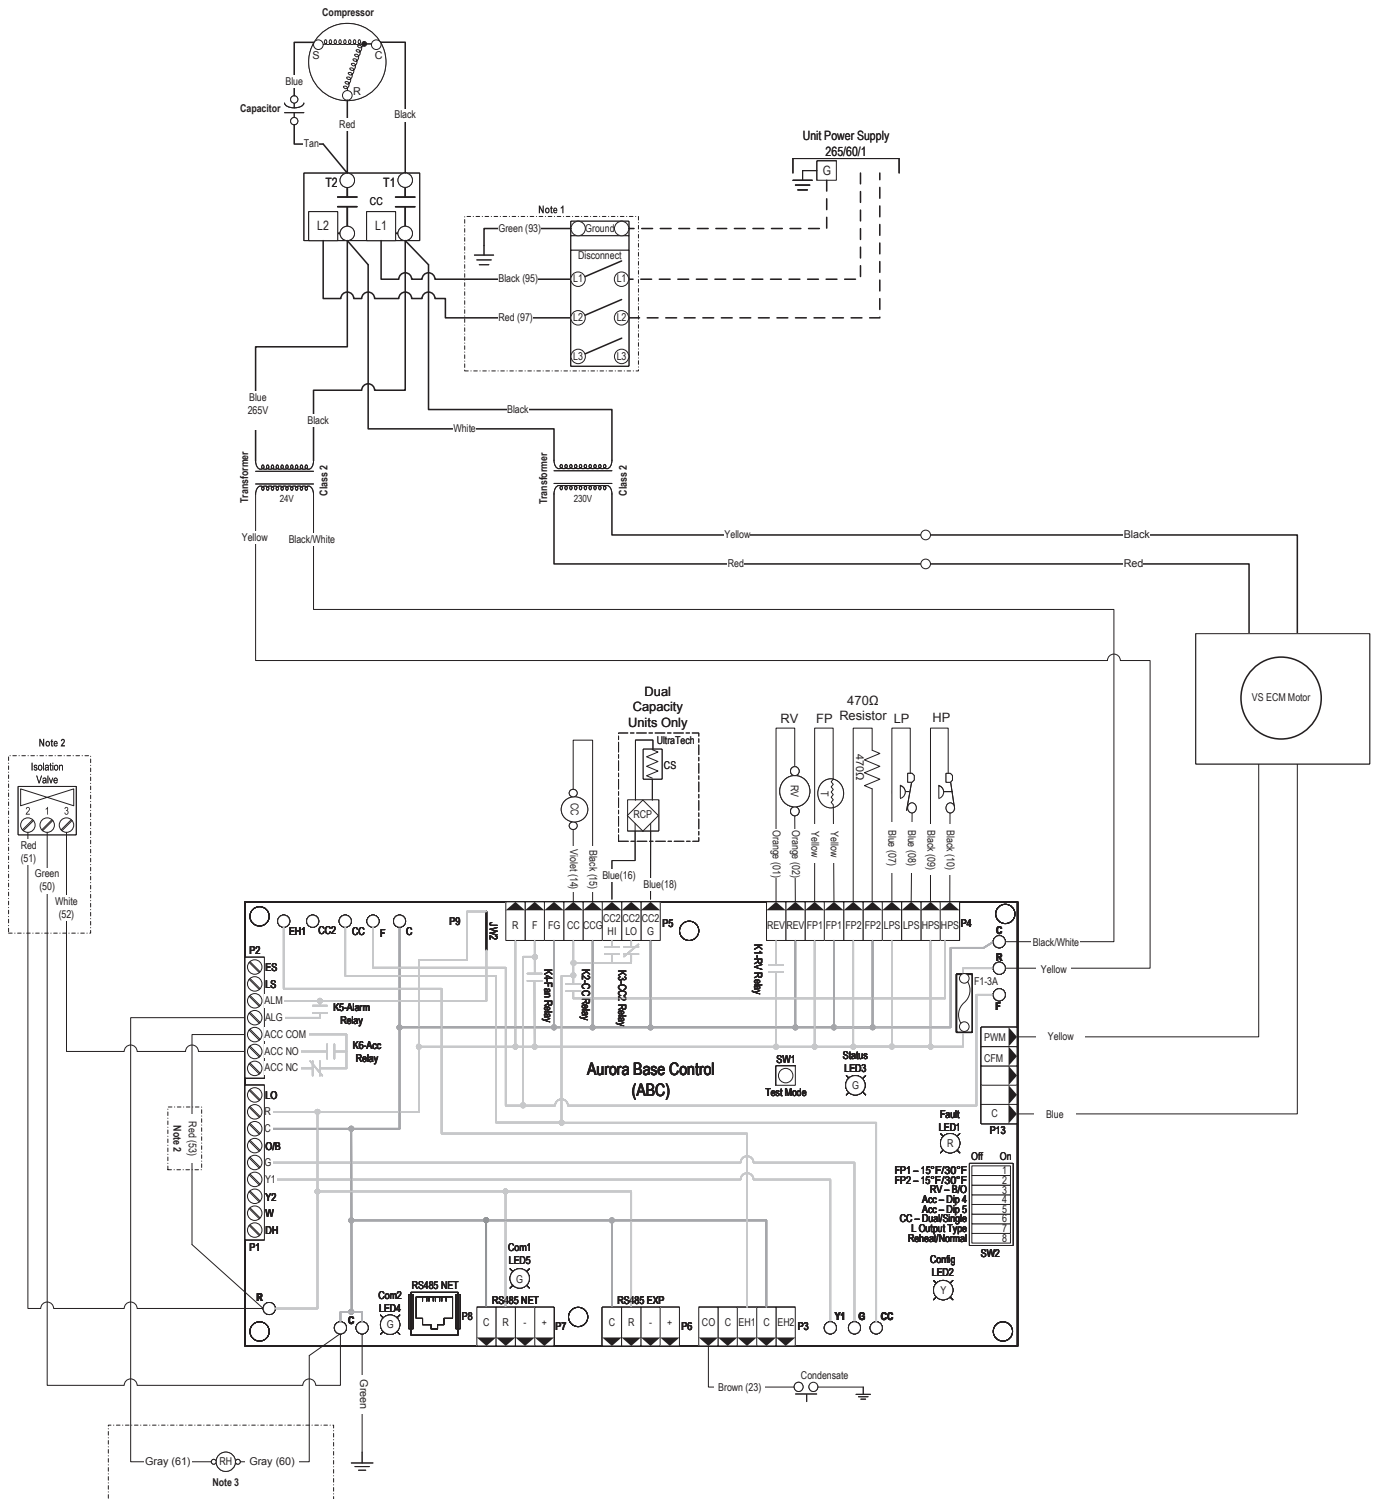 Compressor
S
C
R
Blue
Capacitor
Red
Black
Tan
T2
T1
CC
L2
L1
Unit Power Supply
265/60/1
G
Note 1
Green (93)
Ground
Disconnect
Black (95)
L1
L1
Red (97)
L2
L2
L3
L3
Blue
265V
Black
Black
White
Transformer
Class 2
24V
Transformer
Class 2
230V
Yellow
Black/White
Yellow
Black
Red
Red
VS ECM Motor
Dual
Capacity
Units Only
UltraTech
CS
RCP
CC
Violet (14)
Black (15)
Blue(16)
Blue(18)
RV
FP
470Ω
Resistor
LP
HP
RV
T
470Ω
Orange (01)
Orange (02)
Yellow
Yellow
Blue (07)
Blue (08)
Black (09)
Black (10)
Note 2
Isolation
Valve
2
1
3
Red
(51)
Green
(50)
White
(52)
EH1
CC2
CC
F
C
P9
JW2
R
F
FG
CC
CCG
CC2
HI
CC2
LO
CC2
G
P5
REV
REV
FP1
FP1
FP2
FP2
LPS
LPS
HPS
HPS
P4
C
Black/White
R
Yellow
F1-3A
F
P2
ES
LS
ALM
ALG
ACC COM
ACC NO
ACC NC
K5-Alarm
Relay
K6-Acc
Relay
K4-Fan Relay
K2-CC Relay
K3-CC2 Relay
K1-RV Relay
Aurora Base Control
(ABC)
SW1
Test Mode
Status
LED3
G
PWM
Yellow
CFM
C
Blue
P13
Fault
LED1
R
LO
R
C
O/B
G
Y1
Y2
W
DH
P1
Red (53)
Note 2
Off
On
FP1 – 15°F/30°F
1
FP2 – 15°F/30°F
2
RV – B/O
3
Acc – Dip 4
4
Acc – Dip 5
5
CC – Dual/Single
6
L Output Type
7
Reheat/Normal
8
SW2
Config
LED2
Y
R
C
Com2
LED4
G
RS485 NET
P8
Com1
LED5
G
RS485 NET
C
R
-
+
P7
RS485 EXP
C
R
-
+
P6
CO
C
EH1
C
EH2
P3
Y1
G
CC
Brown (23)
Condensate
Green
Gray (61)
RH
Gray (60)
Note 3